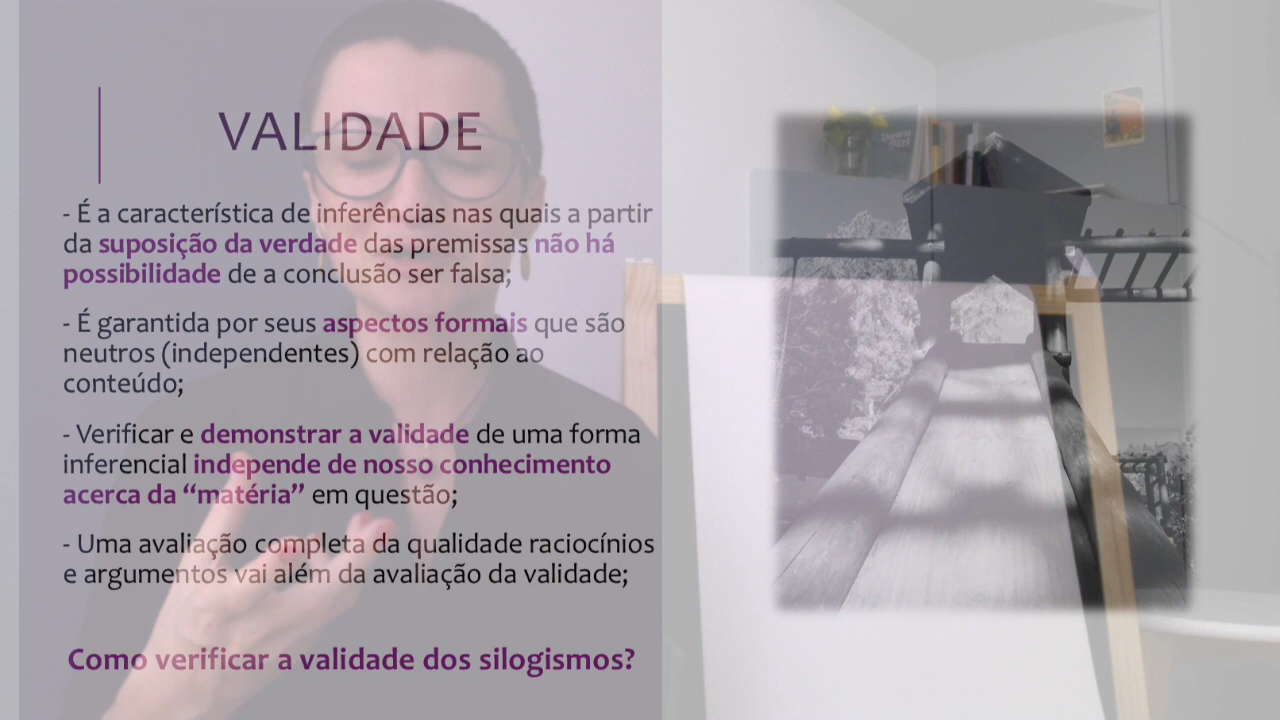 VALIDADE
- É a característica de inferências nas quais a partir
da suposição da verdade das premissas não há
possibilidade de a conclusão ser falsa;
- É garantida por seus aspectos formais que são
neutros (independentes) com relação ao
conteúdo;
- Verificar e demonstrar a validade de uma forma
inferencial independe de nosso conhecimento
acerca da “matéria” em questão;
- Uma avaliação completa da qualidade raciocínios
e argumentos vai além da avaliação da validade;
Como verificar a validade dos silogismos?